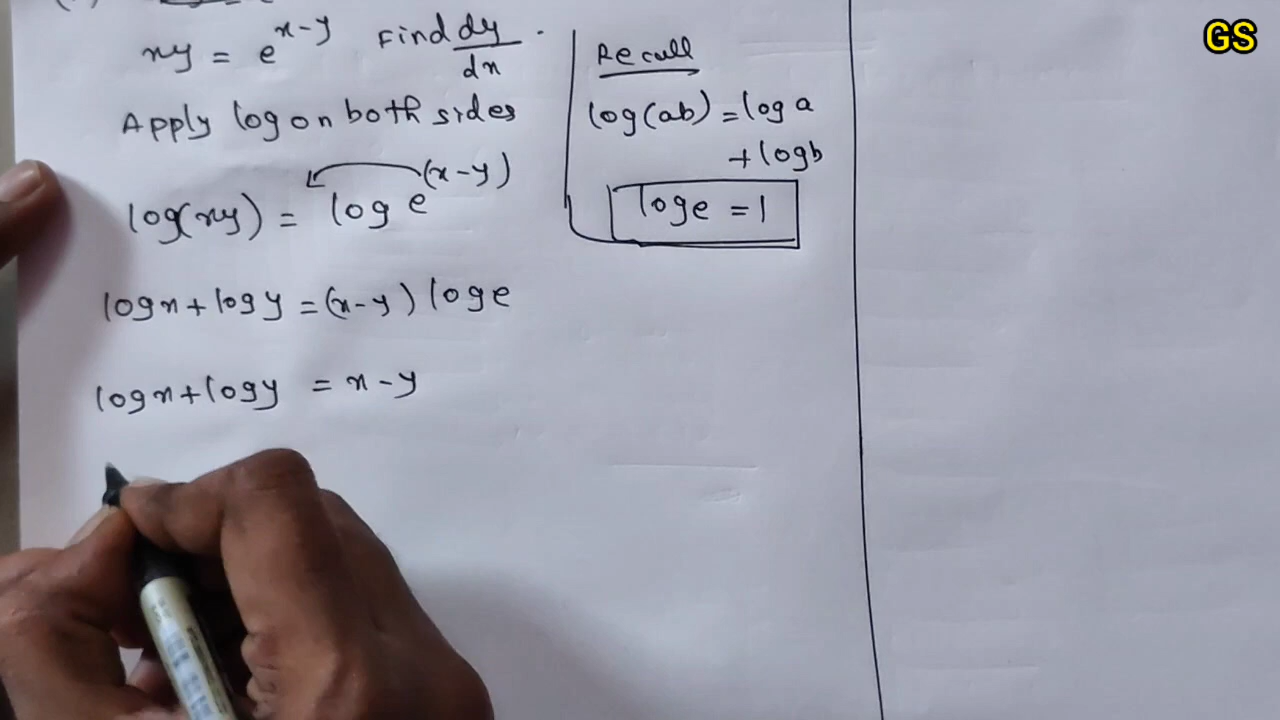 xy = e^{x-y} Find dy/dx .
Apply log on both sides
log(xy) = log e^{(x-y)}
log x + log y = (x-y) log e
log x + log y = x - y
Recall
log(ab) = log a
+ log b
log e = 1
GS